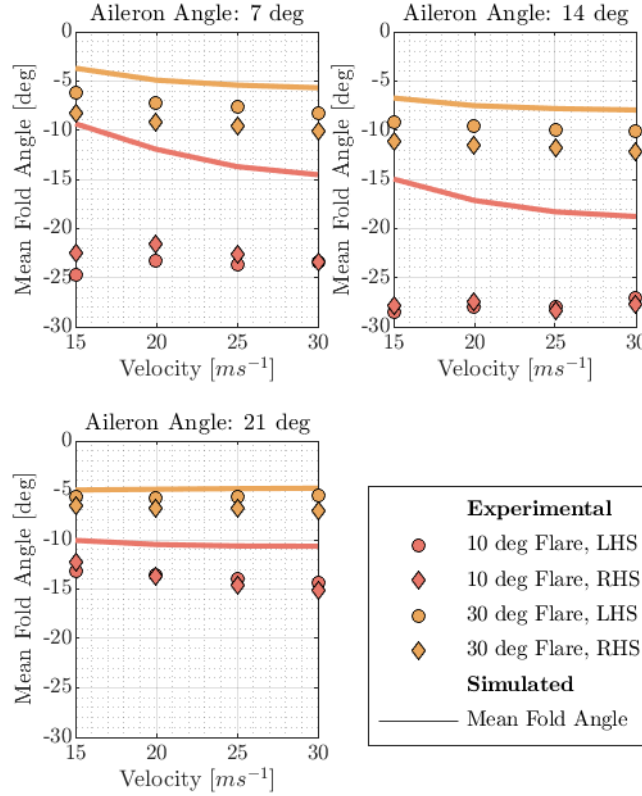 Aileron Angle: 7 deg
0
-5
-10
-15
-20
-25
-30
Mean Fold Angle [deg]
15 20 25 30
Velocity [ms⁻¹]
Aileron Angle: 14 deg
0
-5
-10
-15
-20
-25
-30
Mean Fold Angle [deg]
15 20 25 30
Velocity [ms⁻¹]
Aileron Angle: 21 deg
0
-5
-10
-15
-20
-25
-30
Mean Fold Angle [deg]
15 20 25 30
Velocity [ms⁻¹]
Experimental
10 deg Flare, LHS
10 deg Flare, RHS
30 deg Flare, LHS
30 deg Flare, RHS
Simulated
Mean Fold Angle